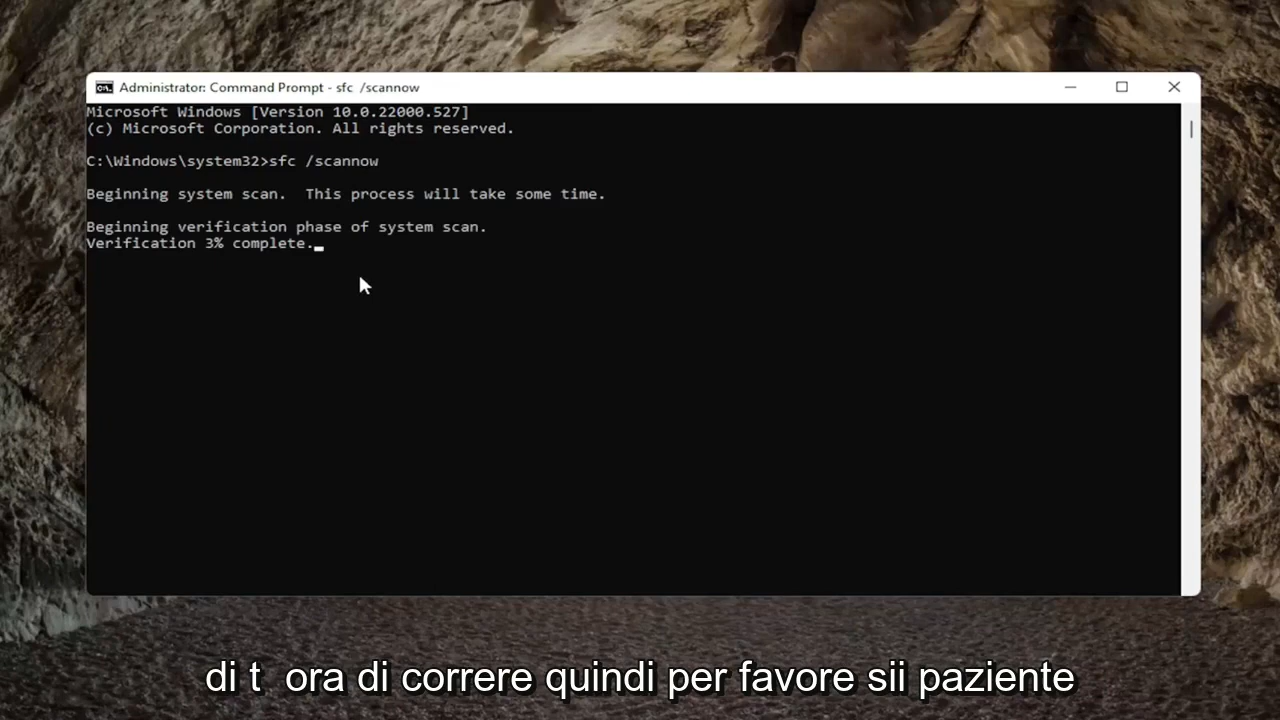 Administrator: Command Prompt - sfc  /scannow
Microsoft Windows [Version 10.0.22000.527]
(c) Microsoft Corporation. All rights reserved.
C:\Windows\system32>sfc /scannow
Beginning system scan.  This process will take some time.
Beginning verification phase of system scan.
Verification 3% complete.
di t  ora di correre quindi per favore sii paziente